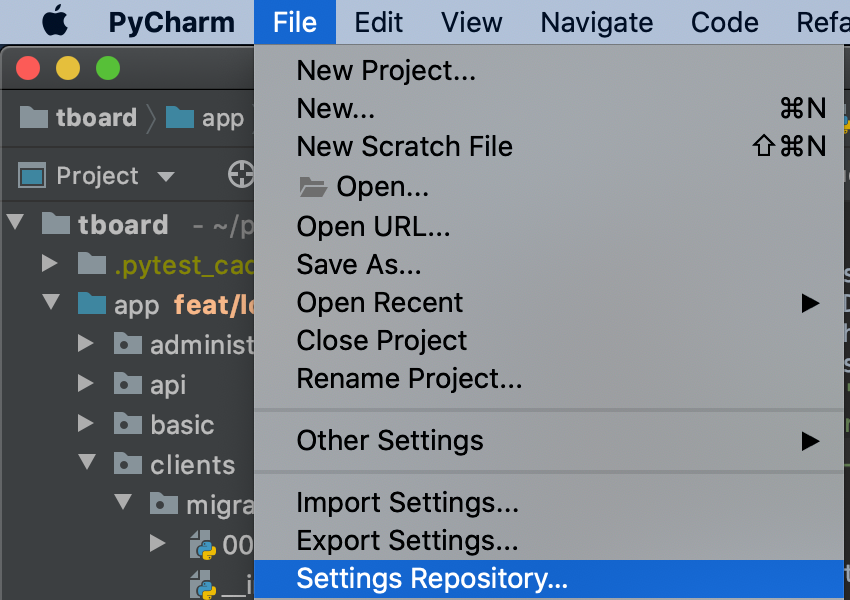 PyCharm File Edit View Navigate Code Refa
New Project...
New... ⌘N
New Scratch File ⇧⌘N
Open...
Open URL...
Save As...
Open Recent
Close Project
Rename Project...
Other Settings
Import Settings...
Export Settings...
Settings Repository...
tboard app
Project
tboard - ~/p
.pytest_cac
app feat/lo
administ
api
basic
clients
migra
00
__i